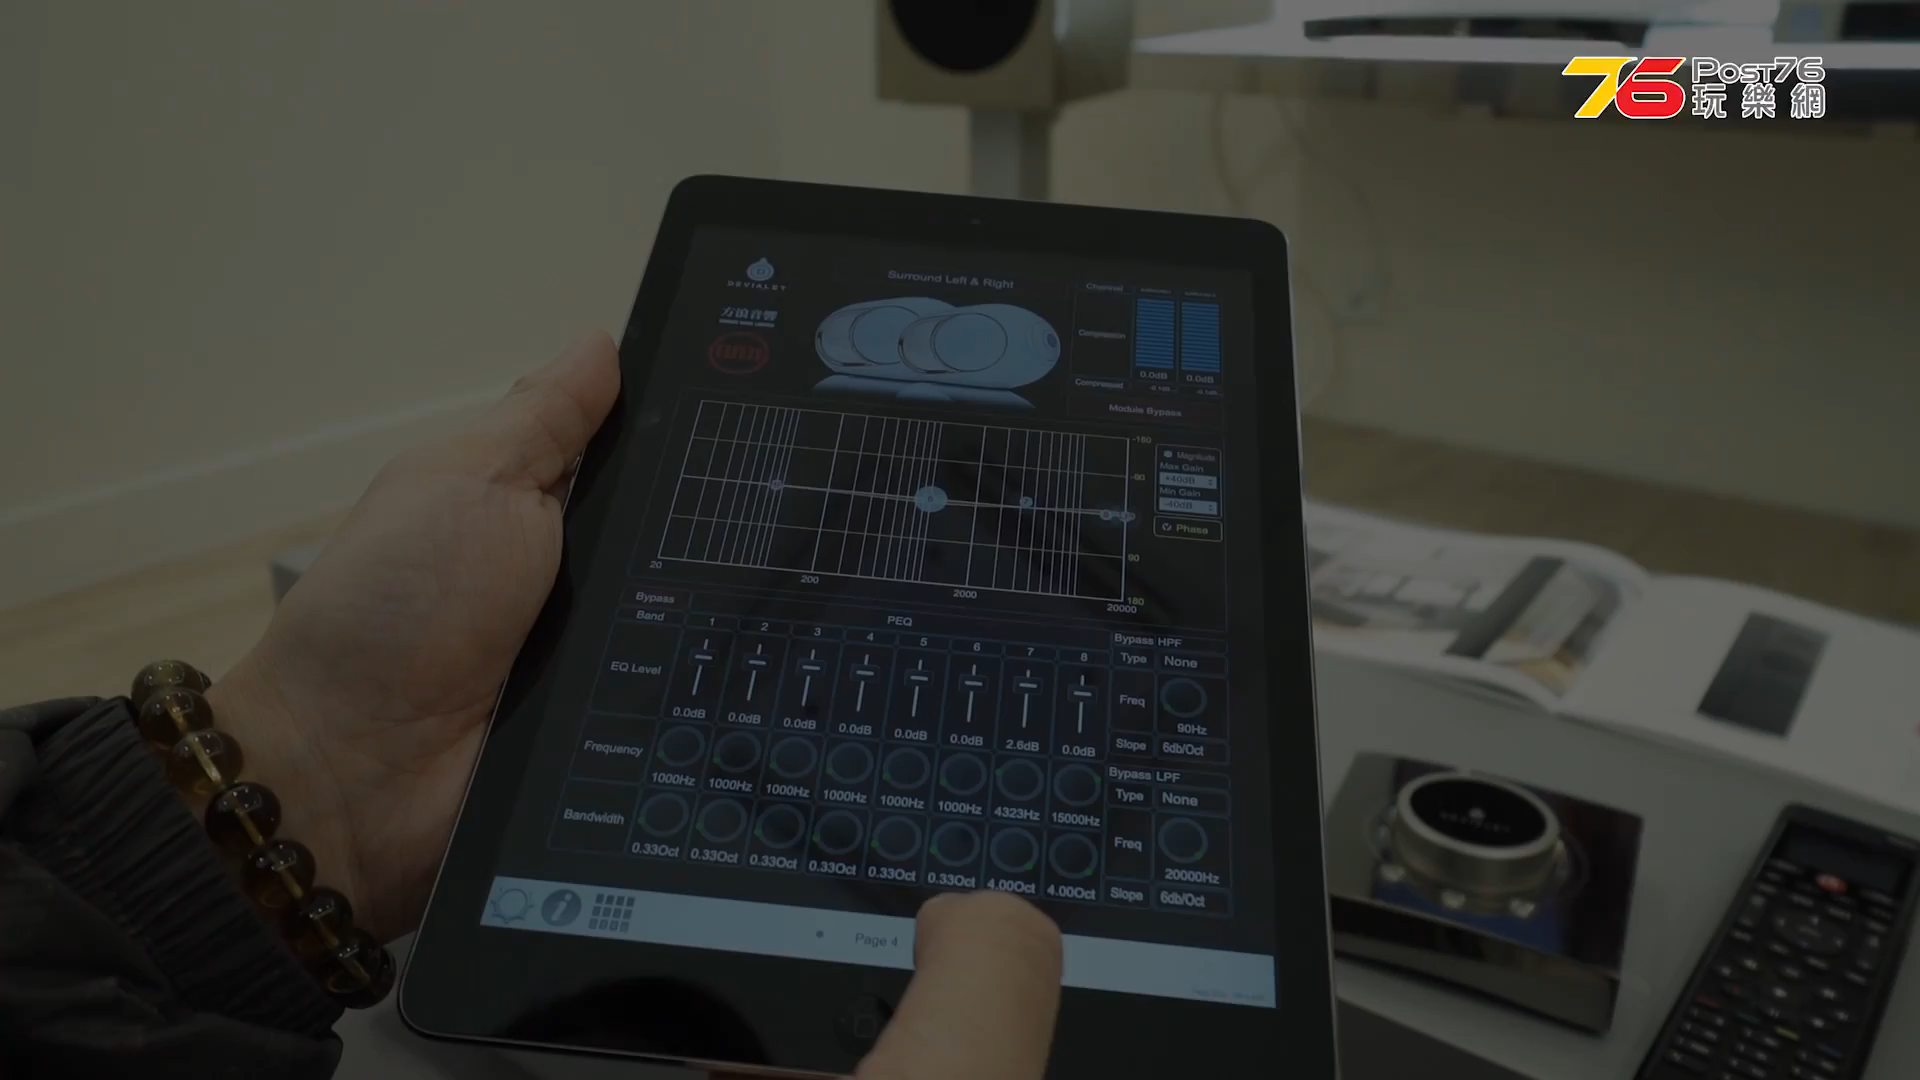 76 Post76
玩樂網
DEVIALET
Surround Left & Right
Channel
方浪音響
Compression
0.0dB 0.0dB
Compressed
Module Bypass
-180
-90
90
180
Magnitude
Max Gain
+40dB
Min Gain
-40dB
Phase
20 200 2000 20000
Bypass
PEQ
Band 1 2 3 4 5 6 7 8
EQ Level 0.0dB 0.0dB 0.0dB 0.0dB 0.0dB 0.0dB 2.6dB 0.0dB
Frequency 1000Hz 1000Hz 1000Hz 1000Hz 1000Hz 1000Hz 4323Hz 15000Hz
Bandwidth 0.33Oct 0.33Oct 0.33Oct 0.33Oct 0.33Oct 0.33Oct 4.00Oct 4.00Oct
Bypass HPF
Type None
Freq
90Hz
Slope 6db/Oct
Bypass LPF
Type None
Freq
20000Hz
Slope 6db/Oct
Page 4